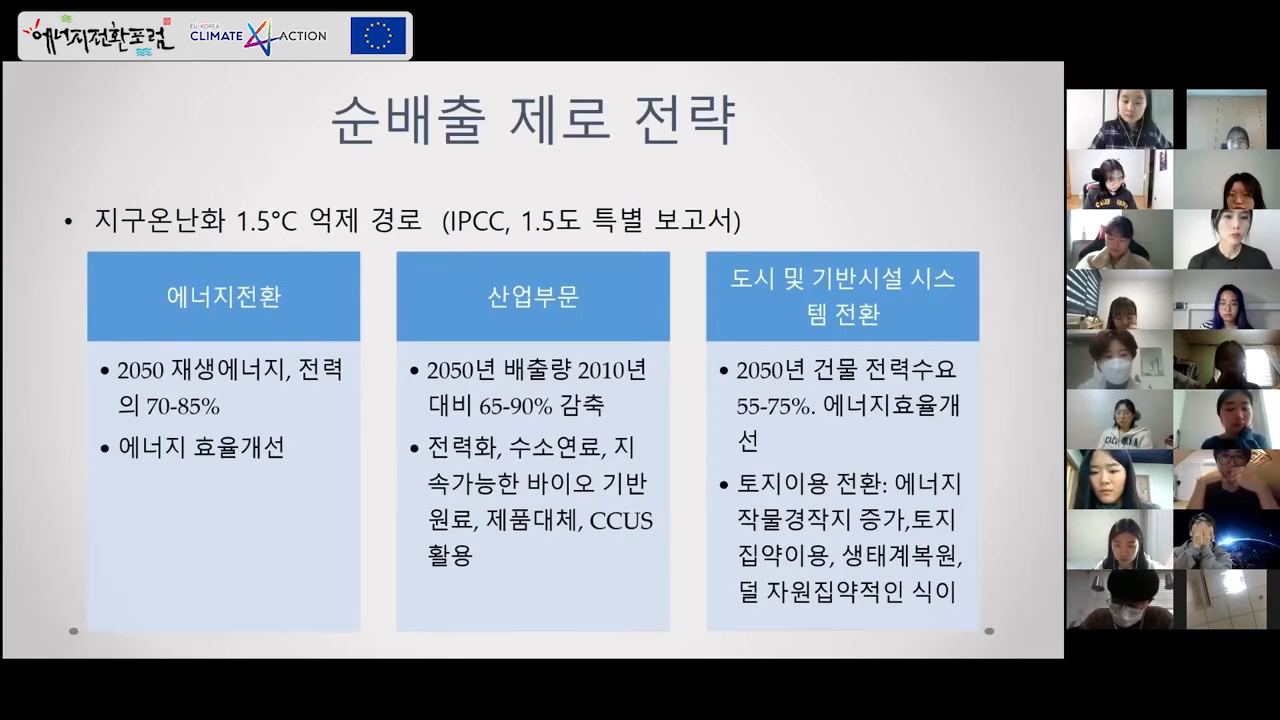 에너지전환포럼
EU-KOREA
CLIMATE ACTION
순배출 제로 전략
• 지구온난화 1.5°C 억제 경로 (IPCC, 1.5도 특별 보고서)
에너지전환
• 2050 재생에너지, 전력
의 70-85%
• 에너지 효율개선
산업부문
• 2050년 배출량 2010년
대비 65-90% 감축
• 전력화, 수소연료, 지
속가능한 바이오 기반
원료, 제품대체, CCUS
활용
도시 및 기반시설 시스
템 전환
• 2050년 건물 전력수요
55-75%. 에너지효율개
선
• 토지이용 전환: 에너지
작물경작지 증가,토지
집약이용, 생태계복원,
덜 자원집약적인 식이